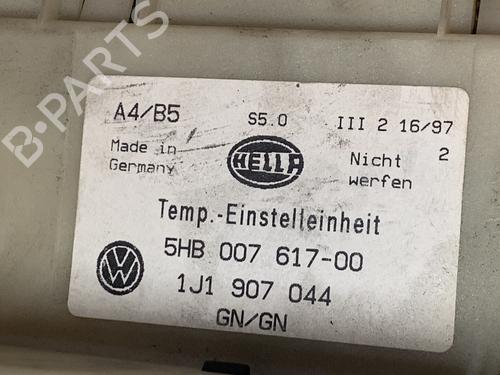 B-PARTS
A4/B5 S5.0 III 2 16/97
Made in Germany
HELLA
Nicht werfen 2
Temp.-Einstelleinheit
5HB 007 617-00
VW
1J1 907 044
GN/GN